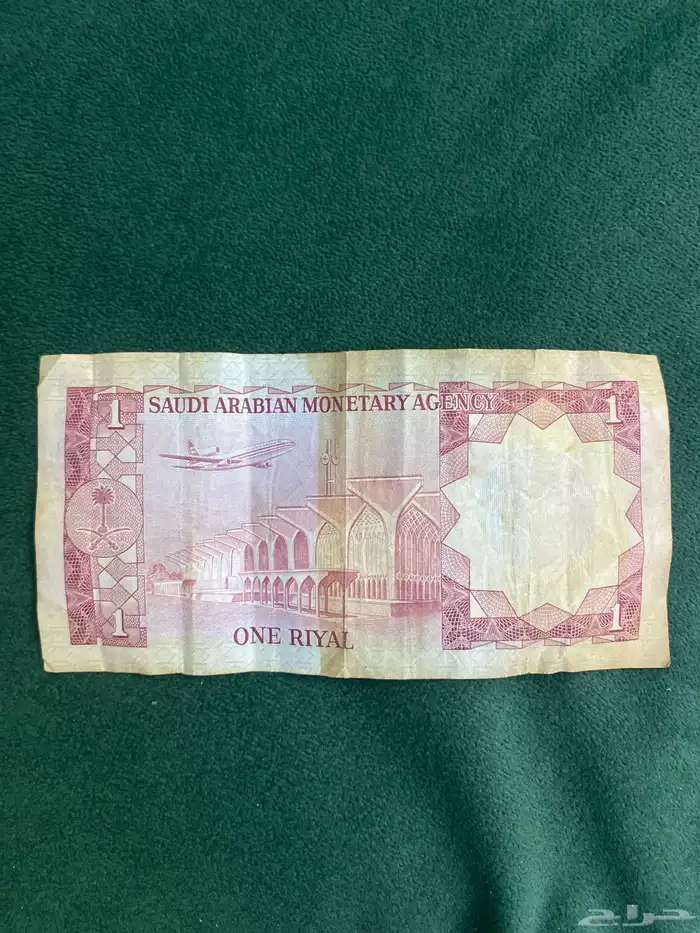 1 SAUDI ARABIAN MONETARY AGENCY 1
1 ONE RIYAL 1
حراج